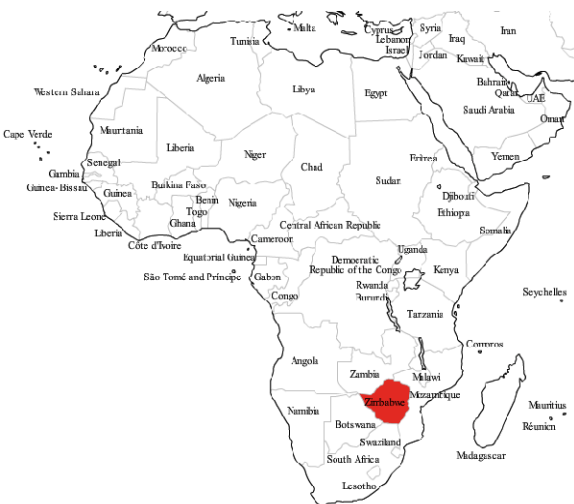 Malta
Cyprus
Syria
Iran
Tunisia
Lebanon
Iraq
Morocco
Israel
Jordan
Kuwait
Algeria
Libya
Egypt
Bahrain
Qatar
UAE
Western Sahara
Saudi Arabia
Oman
Cape Verde
Mauritania
Liberia
Niger
Chad
Eritrea
Yemen
Senegal
Gambia
Burkina Faso
Sudan
Guinea-Bissau
Guinea
Benin
Djibouti
Togo
Nigeria
Ethiopia
Sierra Leone
Ghana
Central African Republic
Somalia
Liberia
Cameroon
Côte d'Ivoire
Uganda
Equatorial Guinea
Democratic
Republic of the Congo
Kenya
São Tomé and Príncipe
Gabon
Rwanda
Burundi
Seychelles
Congo
Tanzania
Comoros
Angola
Zambia
Malawi
Mozambique
Zimbabwe
Mauritius
Namibia
Botswana
Réunion
Swaziland
Madagascar
South Africa
Lesotho